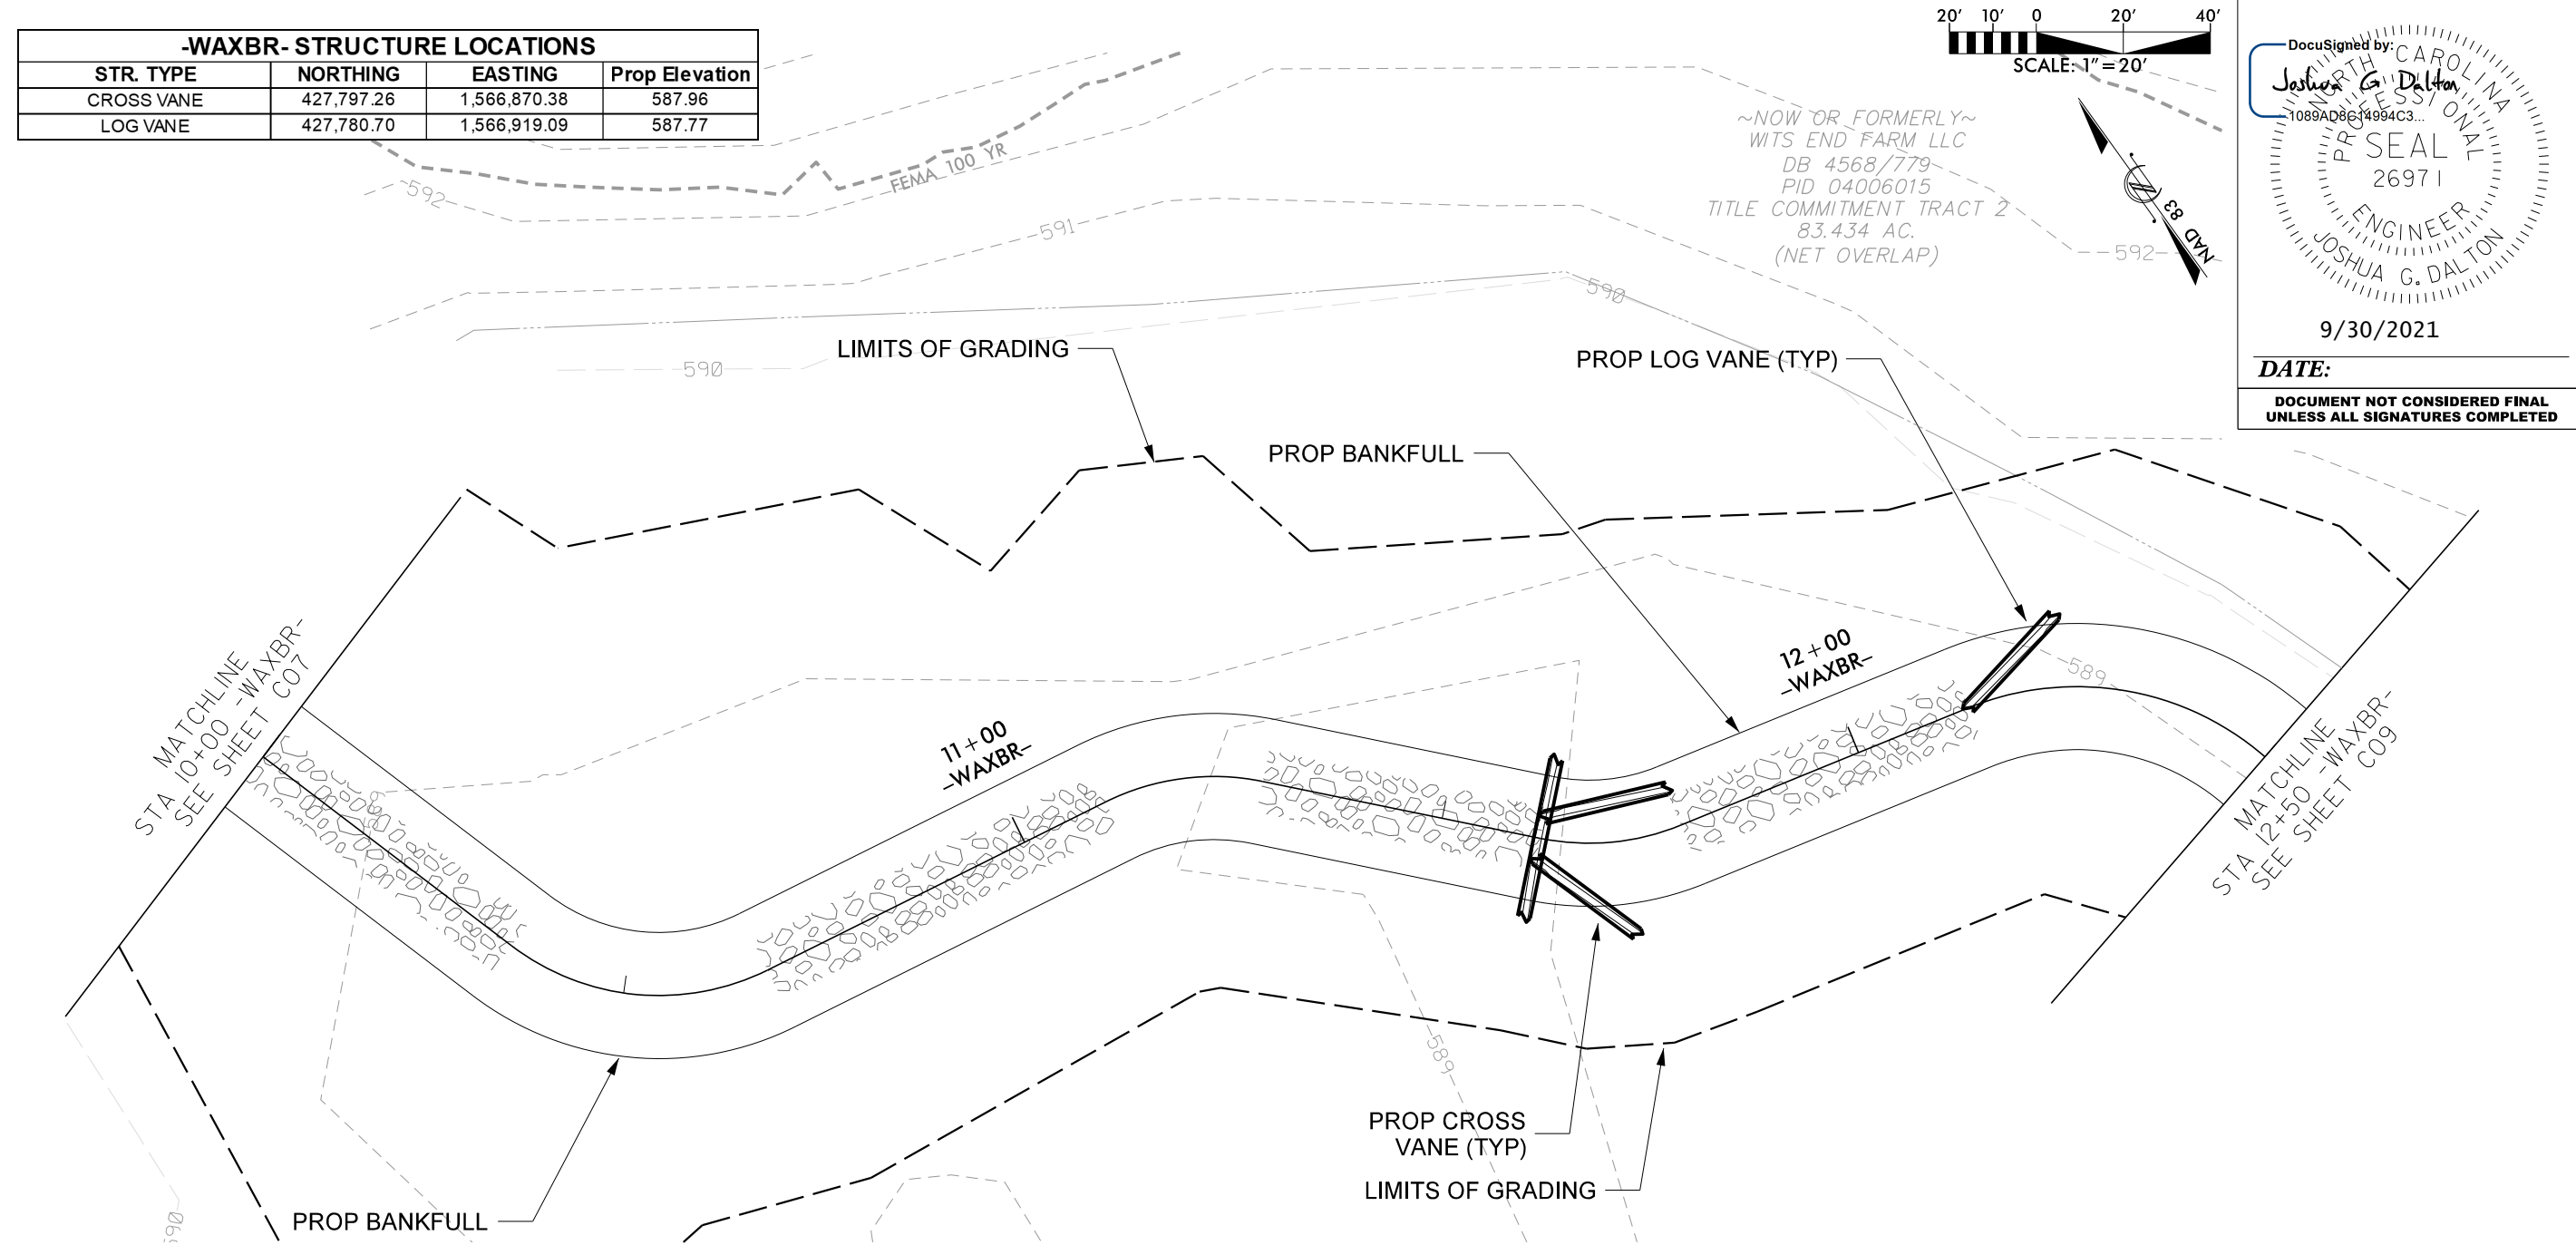 -WAXBR- STRUCTURE LOCATIONS
STR. TYPE NORTHING EASTING Prop Elevation
CROSS VANE 427,797.26 1,566,870.38 587.96
LOG VANE 427,780.70 1,566,919.09 587.77
20' 10' 0 20' 40'
SCALE: 1"=20'
NAD 83
DocuSigned by:
Joshua G Dalton
1089AD8C14994C3...
NORTH CAROLINA
PROFESSIONAL
SEAL
26971
ENGINEER
JOSHUA G. DALTON
9/30/2021
DATE:
DOCUMENT NOT CONSIDERED FINAL
UNLESS ALL SIGNATURES COMPLETED
~NOW OR FORMERLY~
WITS END FARM LLC
DB 4568/779
PID 04006015
TITLE COMMITMENT TRACT 2
83.434 AC.
(NET OVERLAP)
592
FEMA 100 YR
591
592
590
590
LIMITS OF GRADING
PROP LOG VANE (TYP)
PROP BANKFULL
MATCHLINE
STA 10+00 -WAXBR-
SEE SHEET C07
11+00
-WAXBR-
12+00
-WAXBR-
589
589
MATCHLINE
STA 12+50 -WAXBR-
SEE SHEET C09
589
PROP CROSS
VANE (TYP)
LIMITS OF GRADING
PROP BANKFULL
590